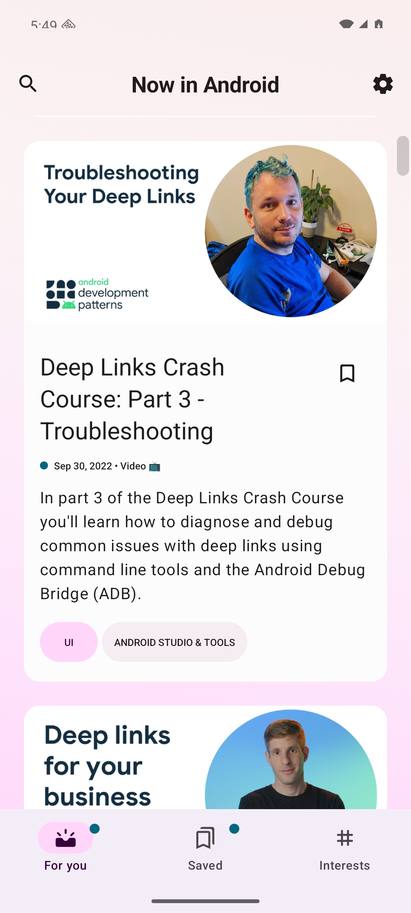 5:49
Now in Android
Troubleshooting
Your Deep Links
android
development
patterns
Deep Links Crash
Course: Part 3 -
Troubleshooting
Sep 30, 2022 • Video 📺
In part 3 of the Deep Links Crash Course
you'll learn how to diagnose and debug
common issues with deep links using
command line tools and the Android Debug
Bridge (ADB).
UI
ANDROID STUDIO & TOOLS
Deep links
for your
business
For you
Saved
Interests